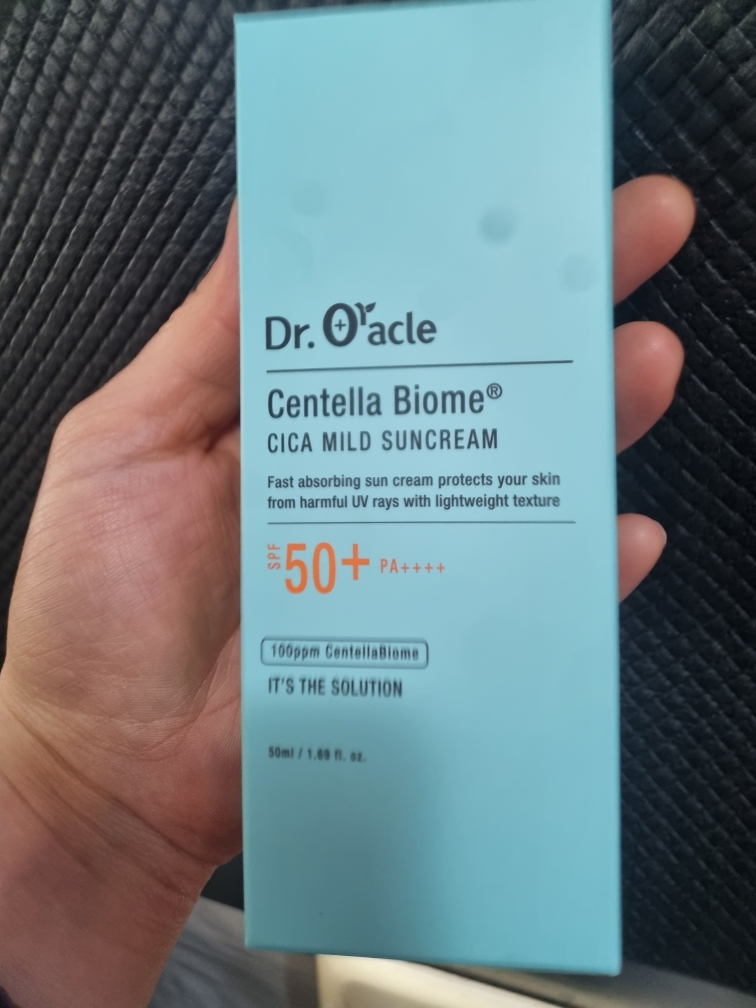 Dr. Oracle
Centella Biome®
CICA MILD SUNCREAM
Fast absorbing sun cream protects your skin
from harmful UV rays with lightweight texture
SPF 50+ PA++++
100ppm CentellaBiome
IT'S THE SOLUTION
50ml / 1.69 fl. oz.